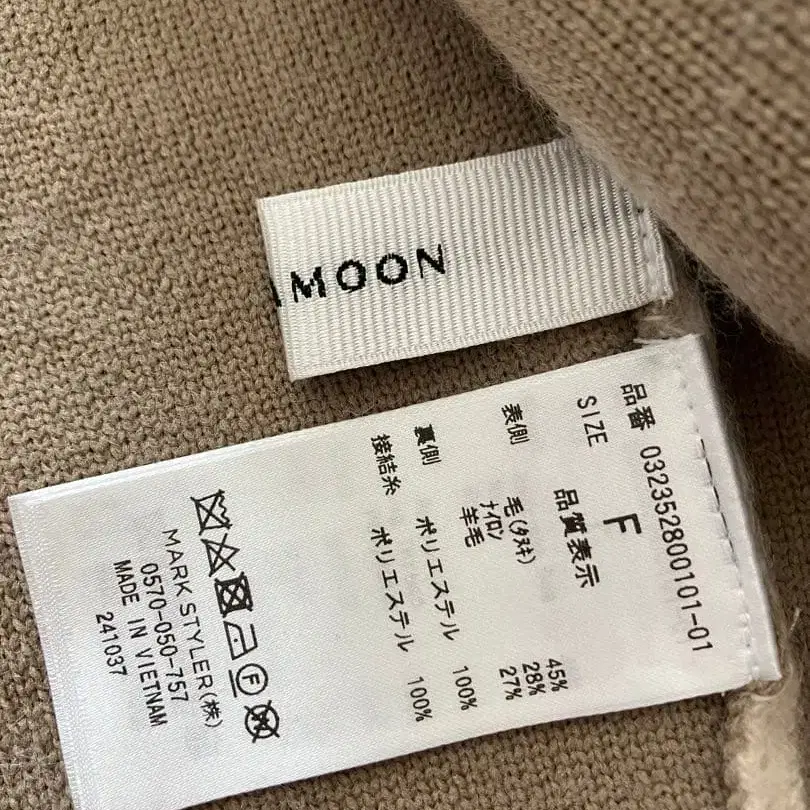 AMOON
品番 032352800101-01
SIZE F
品質表示
表側 毛(タヌキ) 45%
ナイロン 28%
羊毛 27%
裏側 ポリエステル 100%
接結糸 ポリエステル 100%
F
MARK STYLER(株)
0570-050-757
MADE IN VIETNAM
241037